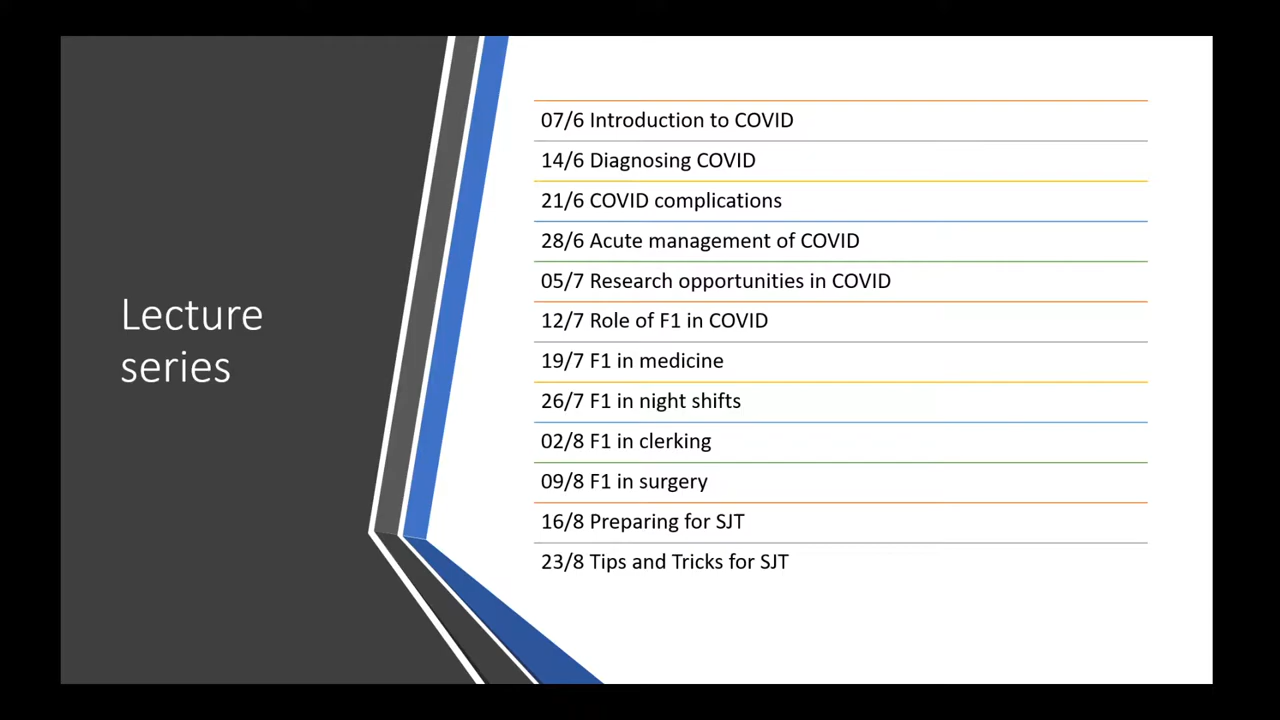 Lecture
series
07/6 Introduction to COVID
14/6 Diagnosing COVID
21/6 COVID complications
28/6 Acute management of COVID
05/7 Research opportunities in COVID
12/7 Role of F1 in COVID
19/7 F1 in medicine
26/7 F1 in night shifts
02/8 F1 in clerking
09/8 F1 in surgery
16/8 Preparing for SJT
23/8 Tips and Tricks for SJT